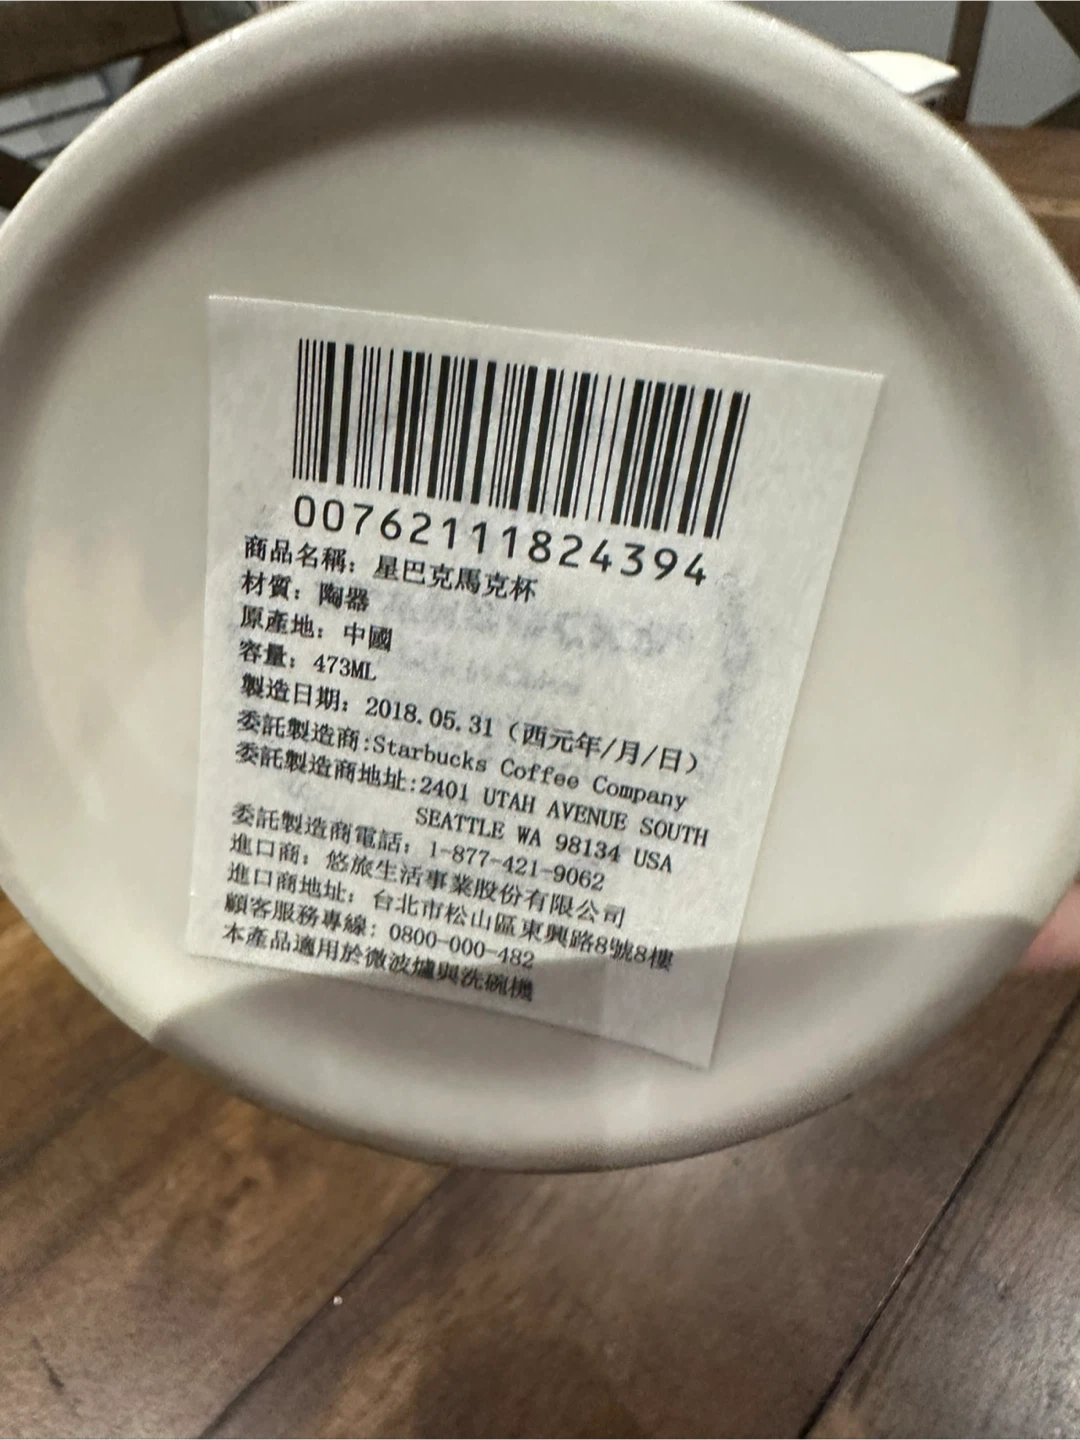 00762111824394
商品名稱：星巴克馬克杯
材質：陶器
原產地：中國
容量：473ML
製造日期：2018.05.31（西元年/月/日）
委託製造商:Starbucks Coffee Company
委託製造商地址:2401 UTAH AVENUE SOUTH
SEATTLE WA 98134 USA
委託製造商電話：1-877-421-9062
進口商：悠旅生活事業股份有限公司
進口商地址：台北市松山區東興路8號8樓
顧客服務專線：0800-000-482
本產品適用於微波爐與洗碗機